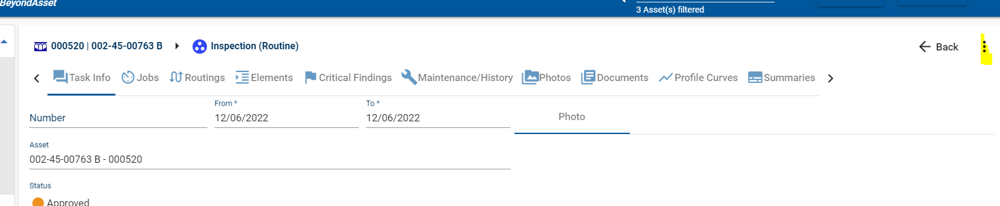 BeyondAsset
3 Asset(s) filtered
000520 | 002-45-00763 B Inspection (Routine) Back
Task Info Jobs Routings Elements Critical Findings Maintenance/History Photos Documents Profile Curves Summaries
From * To *
Number 12/06/2022 12/06/2022 Photo
Asset
002-45-00763 B - 000520
Status
Approved